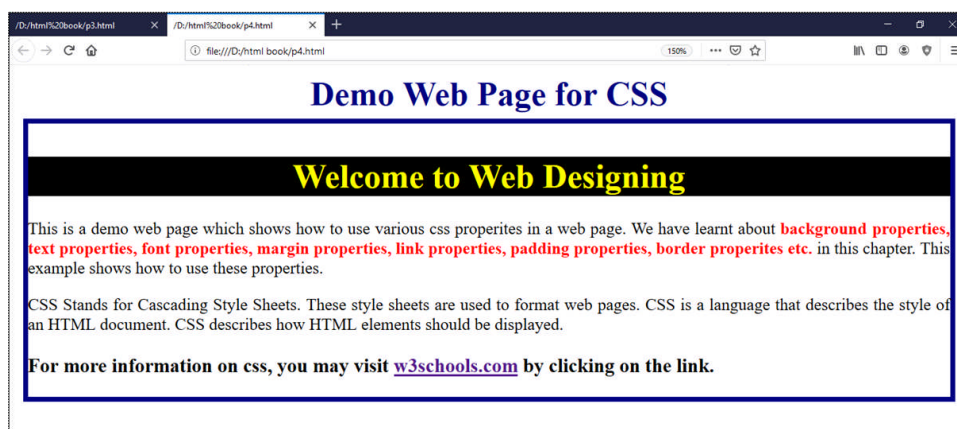 /D:/html%20book/p3.html × /D:/html%20book/p4.html × +
file:///D:/html book/p4.html 150%
Demo Web Page for CSS
Welcome to Web Designing
This is a demo web page which shows how to use various css properites in a web page. We have learnt about background properties,
text properties, font properties, margin properties, link properties, padding properties, border properites etc. in this chapter. This
example shows how to use these properties.
CSS Stands for Cascading Style Sheets. These style sheets are used to format web pages. CSS is a language that describes the style of
an HTML document. CSS describes how HTML elements should be displayed.
For more information on css, you may visit w3schools.com by clicking on the link.